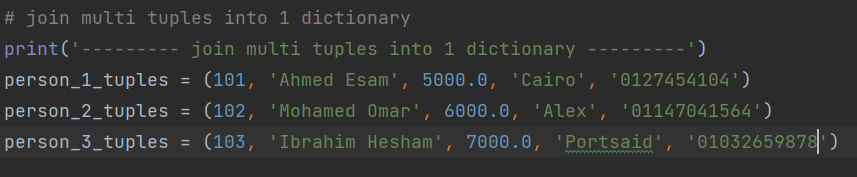 # join multi tuples into 1 dictionary
print('--------- join multi tuples into 1 dictionary ---------')
person_1_tuples = (101, 'Ahmed Esam', 5000.0, 'Cairo', '0127454104')
person_2_tuples = (102, 'Mohamed Omar', 6000.0, 'Alex', '01147041564')
person_3_tuples = (103, 'Ibrahim Hesham', 7000.0, 'Portsaid', '01032659878')